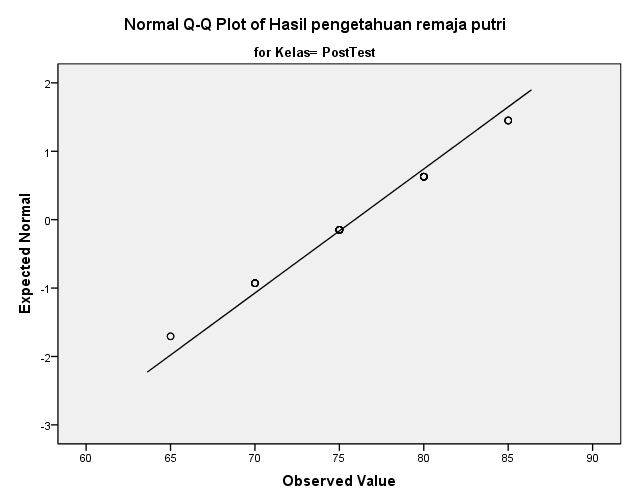 Normal Q-Q Plot of Hasil pengetahuan remaja putri
for Kelas= PostTest
Expected Normal
2
1
0
-1
-2
-3
60 65 70 75 80 85 90
Observed Value